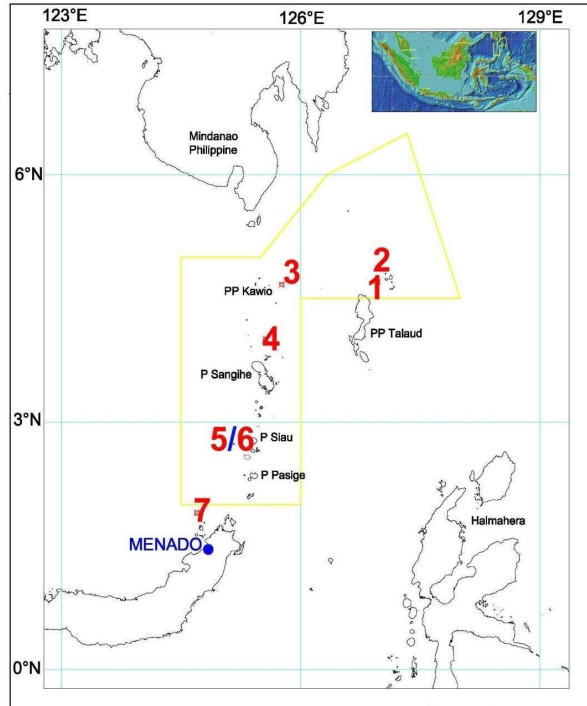 123°E 126°E 129°E
Mindanao
Philippine
6°N
2
3
1
PP Kawio
PP Talaud
4
P Sangihe
3°N
5/6
P Siau
P Pasige
7
Halmahera
MENADO
0°N